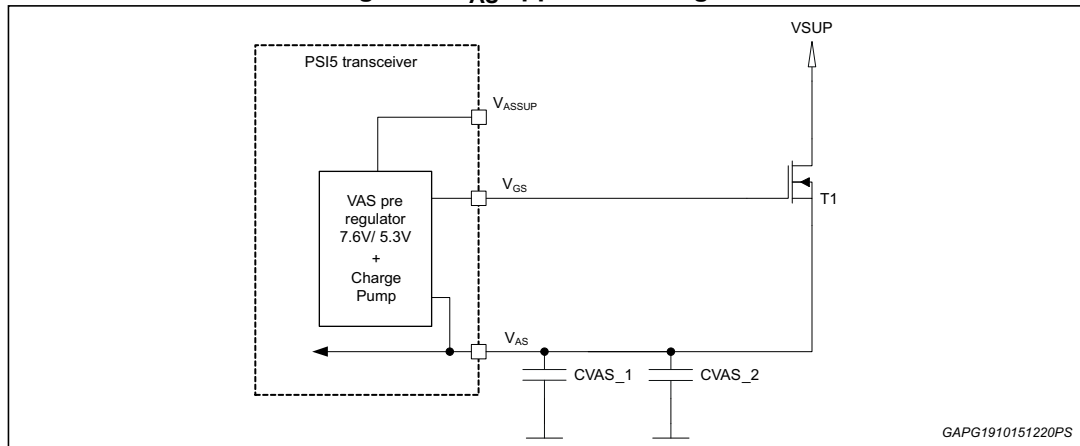 VSUP
PSI5 transceiver
VASSUP
VGS
VAS pre
regulator
7.6V/ 5.3V
+
Charge
Pump
T1
VAS
CVAS_1
CVAS_2
GAPG1910151220PS